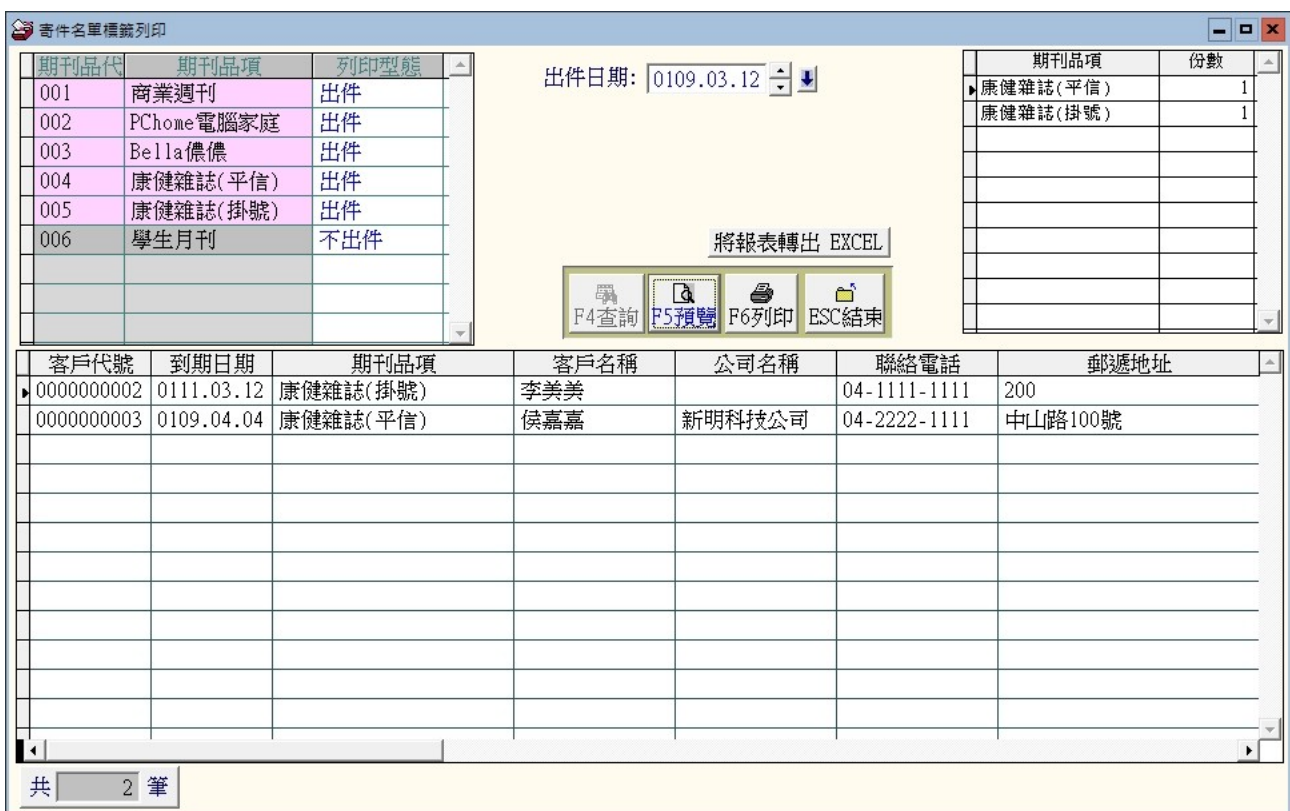 寄件名單標籤列印
期刊品代 期刊品項 列印型態
001 商業週刊 出件
002 PChome電腦家庭 出件
003 Bella儂儂 出件
004 康健雜誌(平信) 出件
005 康健雜誌(掛號) 出件
006 學生月刊 不出件
出件日期: 0109.03.12
期刊品項 份數
康健雜誌(平信) 1
康健雜誌(掛號) 1
將報表轉出 EXCEL
F4查詢 F5預覽 F6列印 ESC結束
客戶代號 到期日期 期刊品項 客戶名稱 公司名稱 聯絡電話 郵遞地址
0000000002 0111.03.12 康健雜誌(掛號) 李美美 04-1111-1111 200
0000000003 0109.04.04 康健雜誌(平信) 侯嘉嘉 新明科技公司 04-2222-1111 中山路100號
共 2 筆